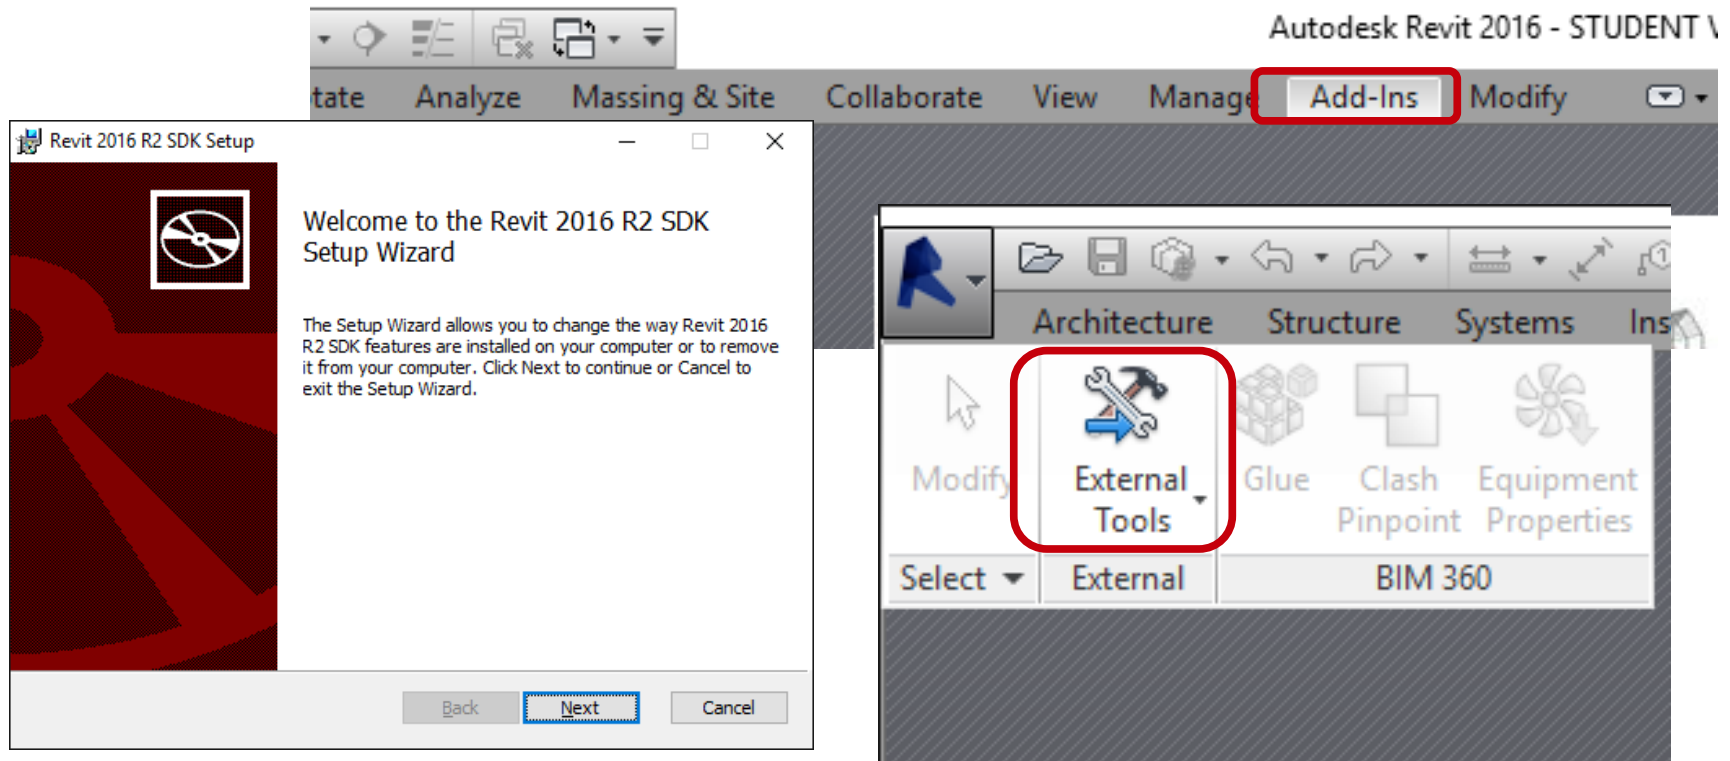 Autodesk Revit 2016 - STUDENT V
tate Analyze Massing & Site Collaborate View Manage Add-Ins Modify
Revit 2016 R2 SDK Setup
Welcome to the Revit 2016 R2 SDK
Setup Wizard
The Setup Wizard allows you to change the way Revit 2016
R2 SDK features are installed on your computer or to remove
it from your computer. Click Next to continue or Cancel to
exit the Setup Wizard.
Back Next Cancel
1
Architecture Structure Systems Ins
Modify External Tools Glue Clash Pinpoint Equipment Properties
Select External BIM 360